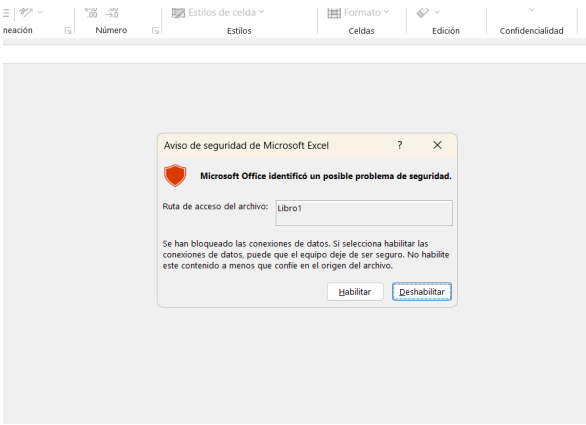 Estilos de celda
Formato
neación
Número
Estilos
Celdas
Edición
Confidencialidad
Aviso de seguridad de Microsoft Excel
?
Microsoft Office identificó un posible problema de seguridad.
Ruta de acceso del archivo:
Libro1
Se han bloqueado las conexiones de datos. Si selecciona habilitar las
conexiones de datos, puede que el equipo deje de ser seguro. No habilite
este contenido a menos que confíe en el origen del archivo.
Habilitar
Deshabilitar